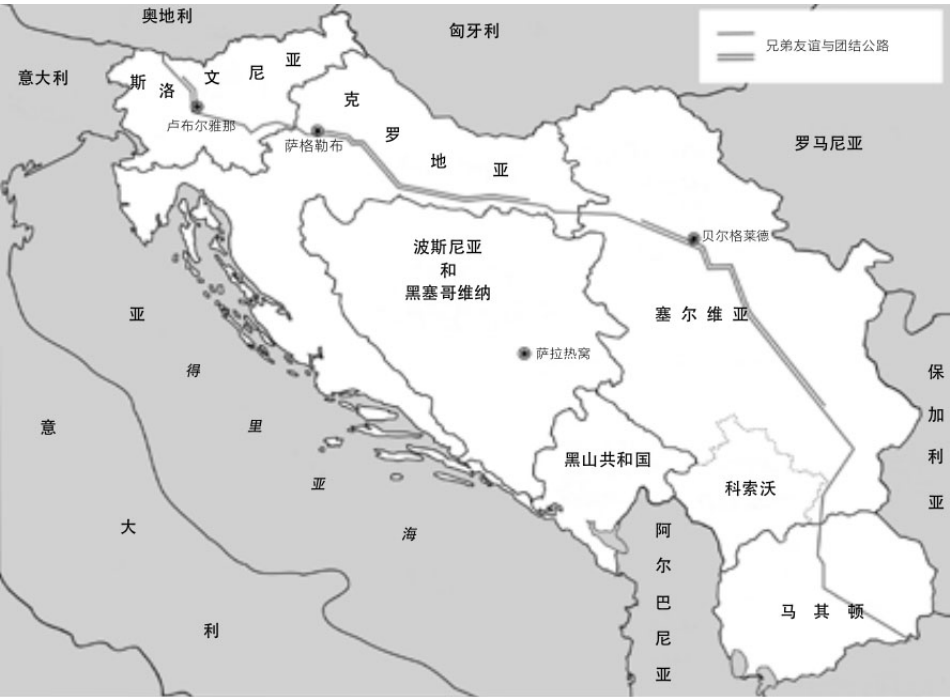 奥地利
匈牙利
兄弟友谊与团结公路
意大利
斯洛文尼亚
卢布尔雅那
克罗地亚
萨格勒布
罗马尼亚
贝尔格莱德
波斯尼亚
和
黑塞哥维纳
塞尔维亚
萨拉热窝
亚得里亚海
保加利亚
意大利
黑山共和国
科索沃
阿尔巴尼亚
马其顿